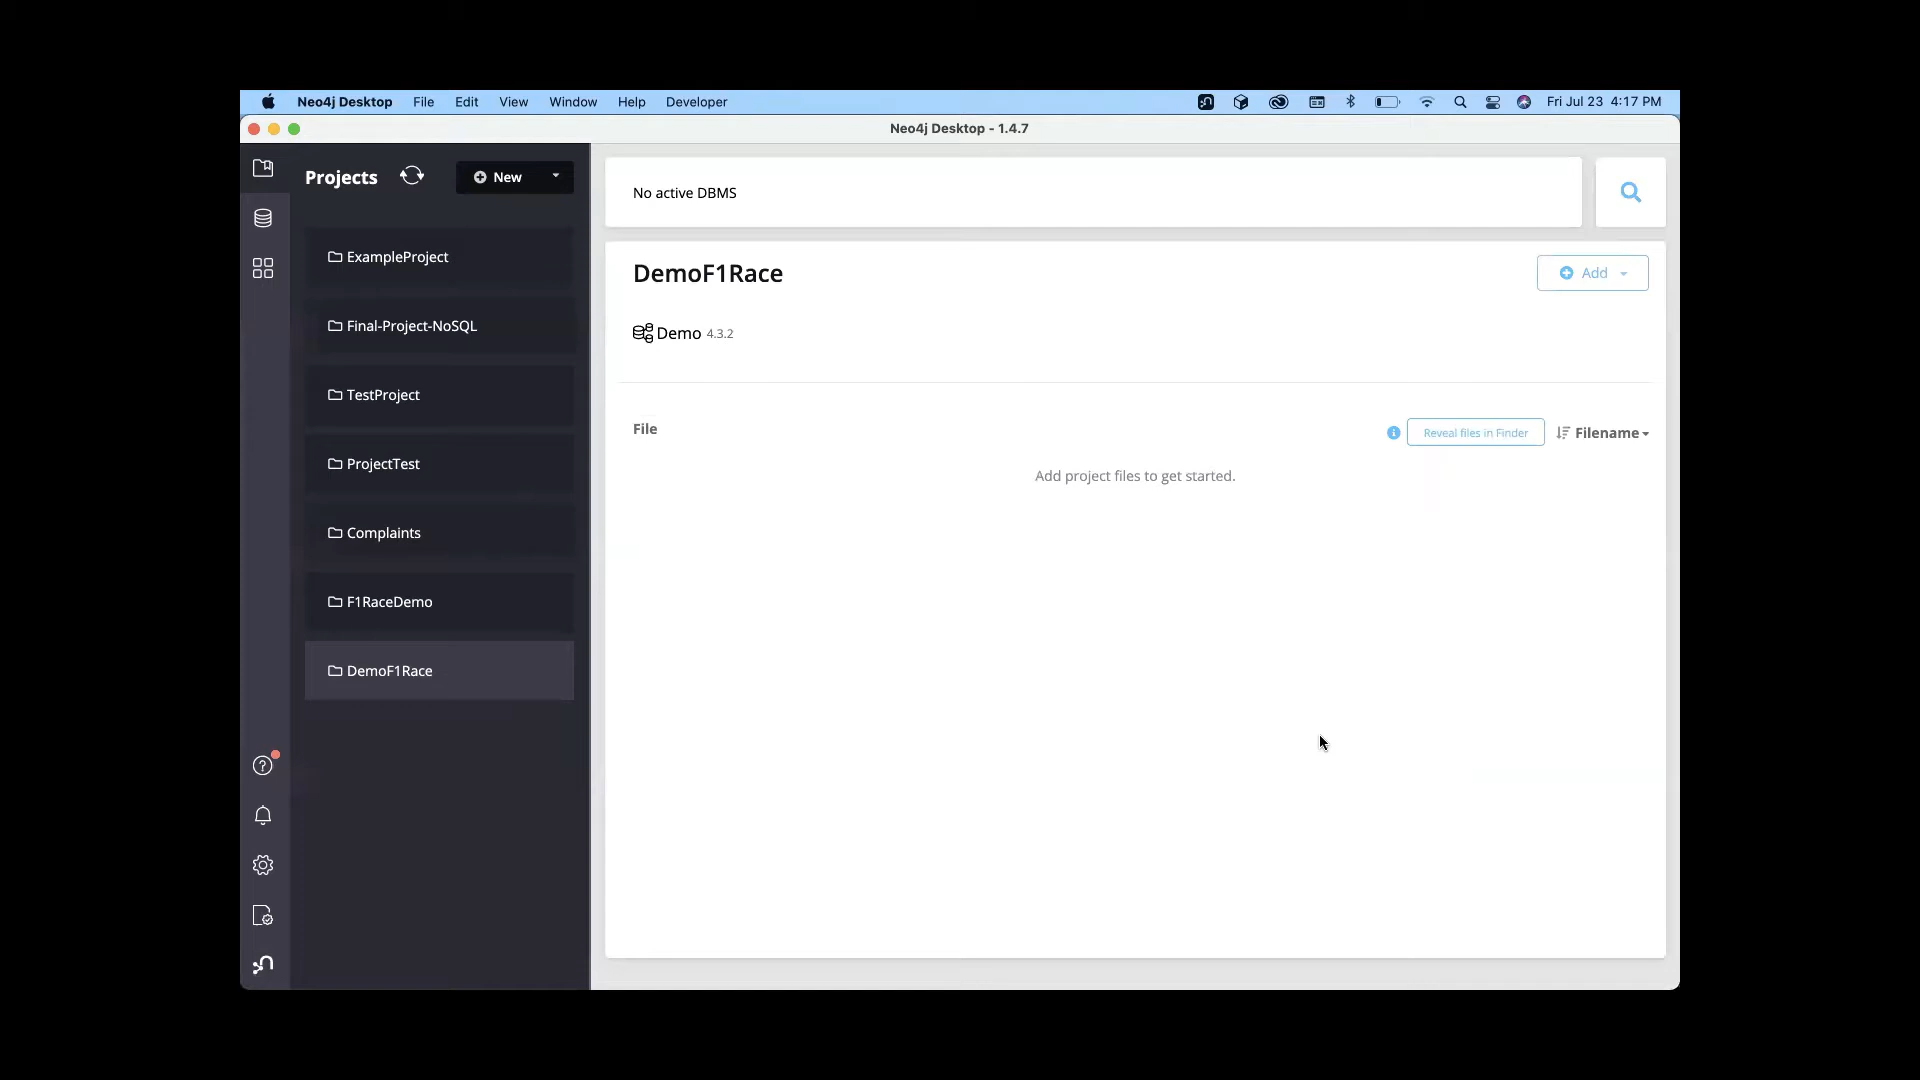 Neo4j Desktop File Edit View Window Help Developer Fri Jul 23 4:17 PM
Neo4j Desktop - 1.4.7
Projects New
No active DBMS
ExampleProject
Final-Project-NoSQL
TestProject
ProjectTest
Complaints
F1RaceDemo
DemoF1Race
DemoF1Race
Add
Demo 4.3.2
File
Reveal files in Finder Filename
Add project files to get started.